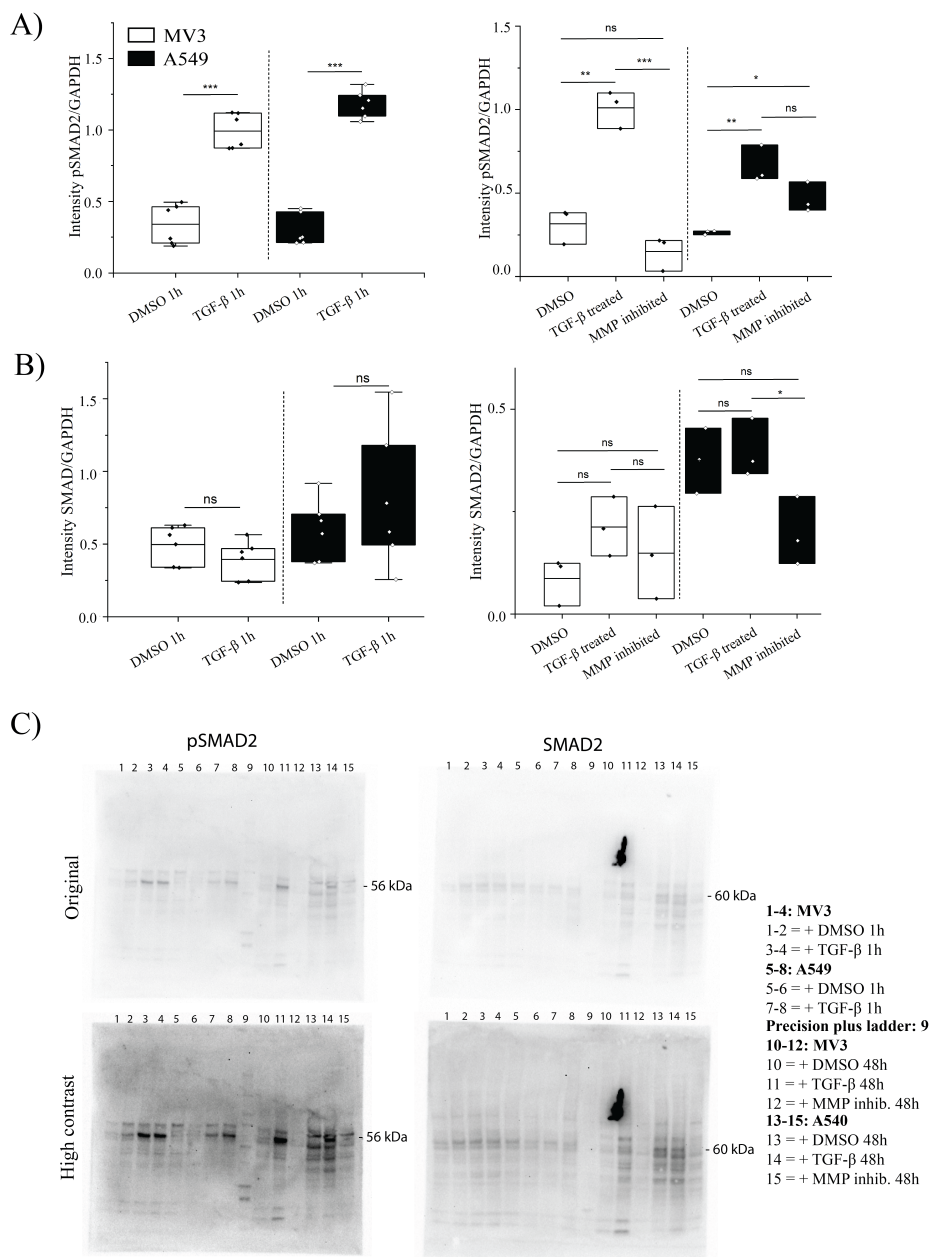 A)
MV3
A549
Intensity pSMAD2/GAPDH
1.5
1.0
0.5
0.0
***
***
DMSO 1h
TGF-β 1h
DMSO 1h
TGF-β 1h
Intensity pSMAD2/GAPDH
1.5
1.0
0.5
0.0
ns
**
***
*
**
ns
DMSO
TGF-β treated
MMP inhibited
DMSO
TGF-β treated
MMP inhibited
B)
Intensity SMAD/GAPDH
1.5
1.0
0.5
0.0
ns
ns
DMSO 1h
TGF-β 1h
DMSO 1h
TGF-β 1h
Intensity SMAD2/GAPDH
0.5
0.0
ns
ns
ns
ns
ns
*
DMSO
TGF-β treated
MMP inhibited
DMSO
TGF-β treated
MMP inhibited
C)
pSMAD2
SMAD2
Original
1 2 3 4 5 6 7 8 9 10 11 12 13 14 15
- 56 kDa
1 2 3 4 5 6 7 8 9 10 11 12 13 14 15
- 60 kDa
High contrast
1 2 3 4 5 6 7 8 9 10 11 12 13 14 15
- 56 kDa
1 2 3 4 5 6 7 8 9 10 11 12 13 14 15
- 60 kDa
1-4: MV3
1-2 = + DMSO 1h
3-4 = + TGF-β 1h
5-8: A549
5-6 = + DMSO 1h
7-8 = + TGF-β 1h
Precision plus ladder: 9
10-12: MV3
10 = + DMSO 48h
11 = + TGF-β 48h
12 = + MMP inhib. 48h
13-15: A540
13 = + DMSO 48h
14 = + TGF-β 48h
15 = + MMP inhib. 48h